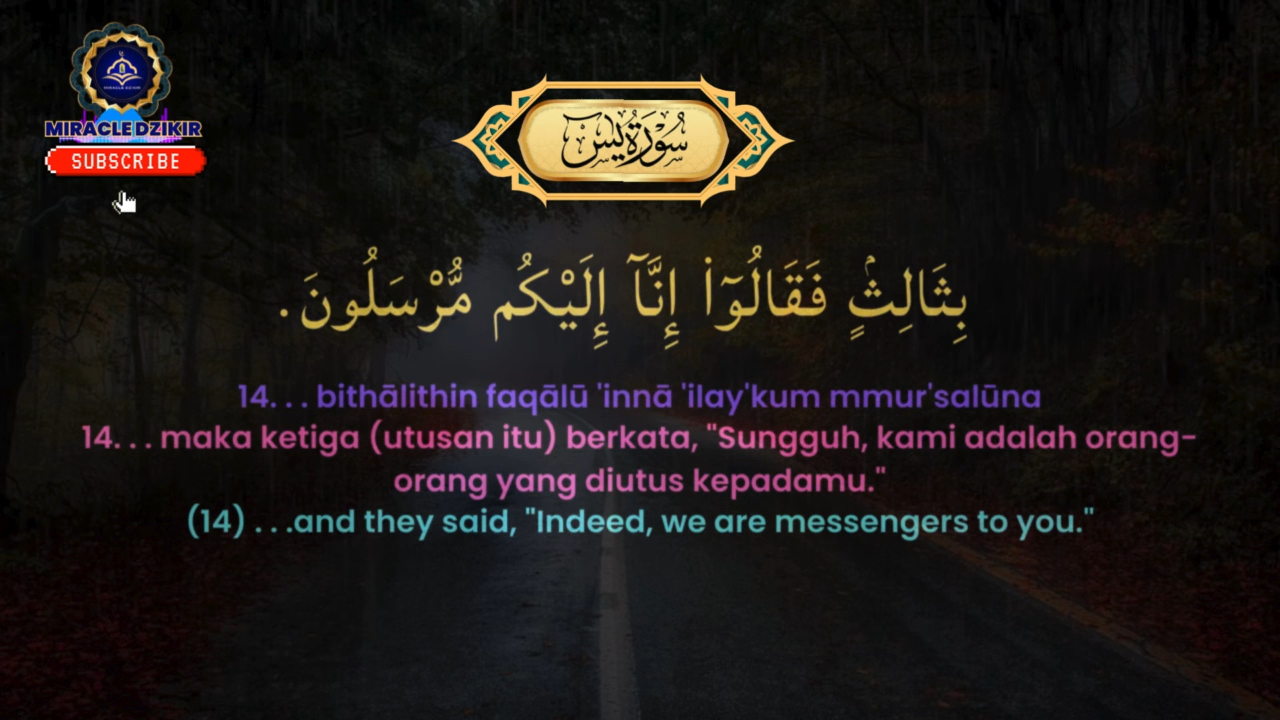 MIRACLE DZIKIR
SUBSCRIBE
سُورَةُ يس
بِثَالِثٍۢ فَقَالُوٓا۟ إِنَّآ إِلَيْكُم مُّرْسَلُونَ.
14. . . bithālithin faqālū 'innā 'ilay'kum mmur'salūna
14. . . maka ketiga (utusan itu) berkata, "Sungguh, kami adalah orang-
orang yang diutus kepadamu."
(14) . . .and they said, "Indeed, we are messengers to you."